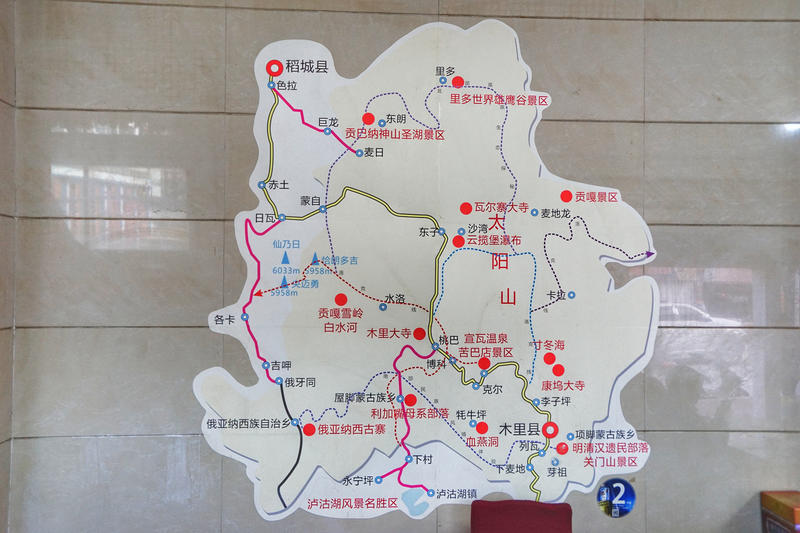 稻城县
色拉
里多
里多世界雄鹰谷景区
巨龙
东朗
贡巴纳神山圣湖景区
麦日
赤土
蒙自
日瓦
贡嘎景区
瓦尔寨大寺
麦地龙
太阳山
东子
沙湾
云揽堡瀑布
仙乃日
6033m
恰朗多吉
5958m
央迈勇
5958m
卡拉
各卡
水洛
贡嘎雪岭
白水河
木里大寺
桃巴
宣瓦温泉
苦巴店景区
寸冬海
博科
康坞大寺
吉呷
俄牙同
克尔
屋脚蒙古族乡
利加嘴母系部落
李子坪
俄亚纳西族自治乡
俄亚纳西古寨
牦牛坪
血燕洞
木里县
项脚蒙古族乡
列瓦
明清汉遗民部落
关门山景区
下村
下麦地
芽祖
永宁坪
泸沽湖镇
泸沽湖风景名胜区
2